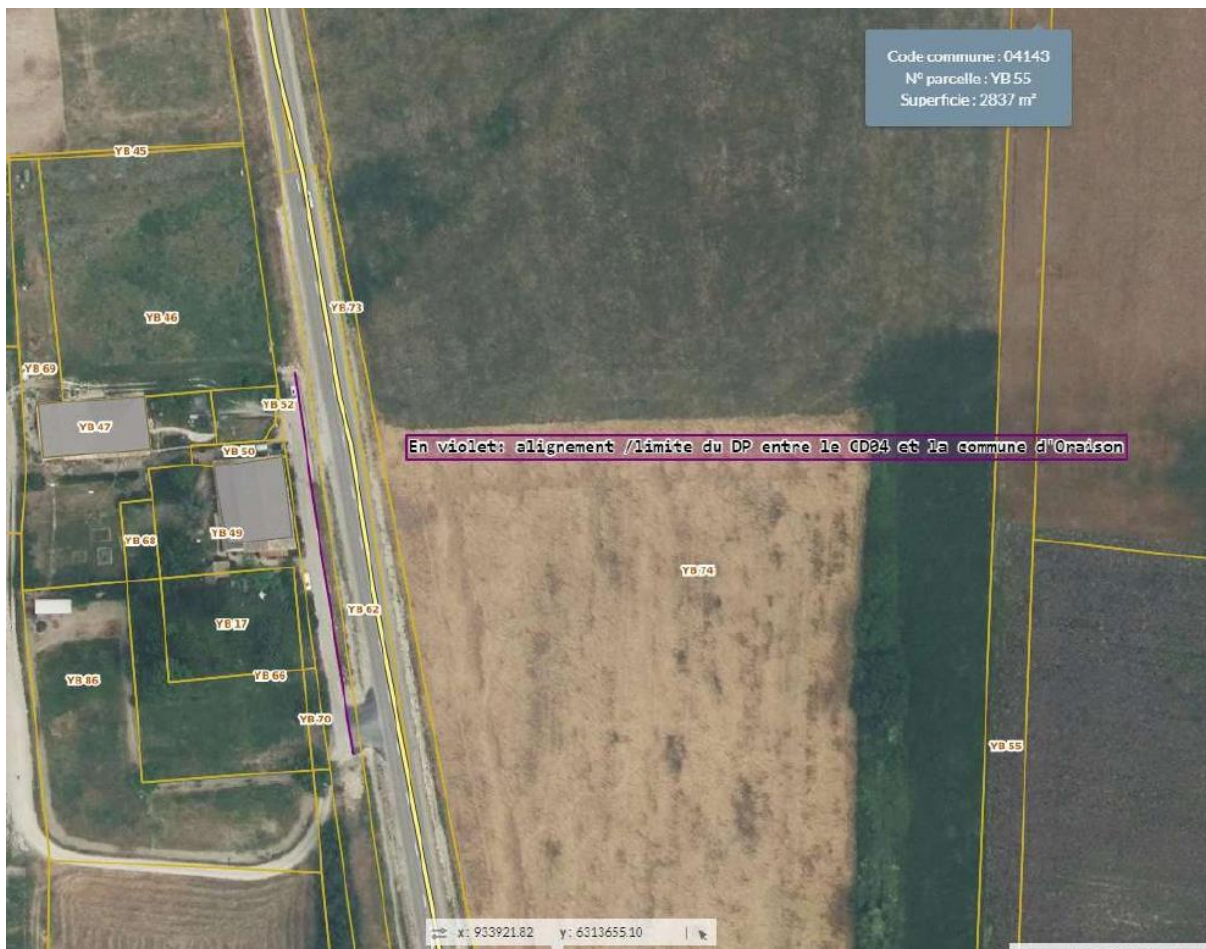 Code commune : 04143
N° parcelle : YB 55
Superficie : 2837 m²
YB 45
YB 73
YB 46
YB 69
YB 52
YB 47
En violet: alignement /limite du DP entre le CD04 et la commune d'Oraison
YB 50
YB 49
YB 68
YB 74
YB 62
YB 17
YB 66
YB 86
YB 70
YB 55
x: 933921.82 y: 6313655.10